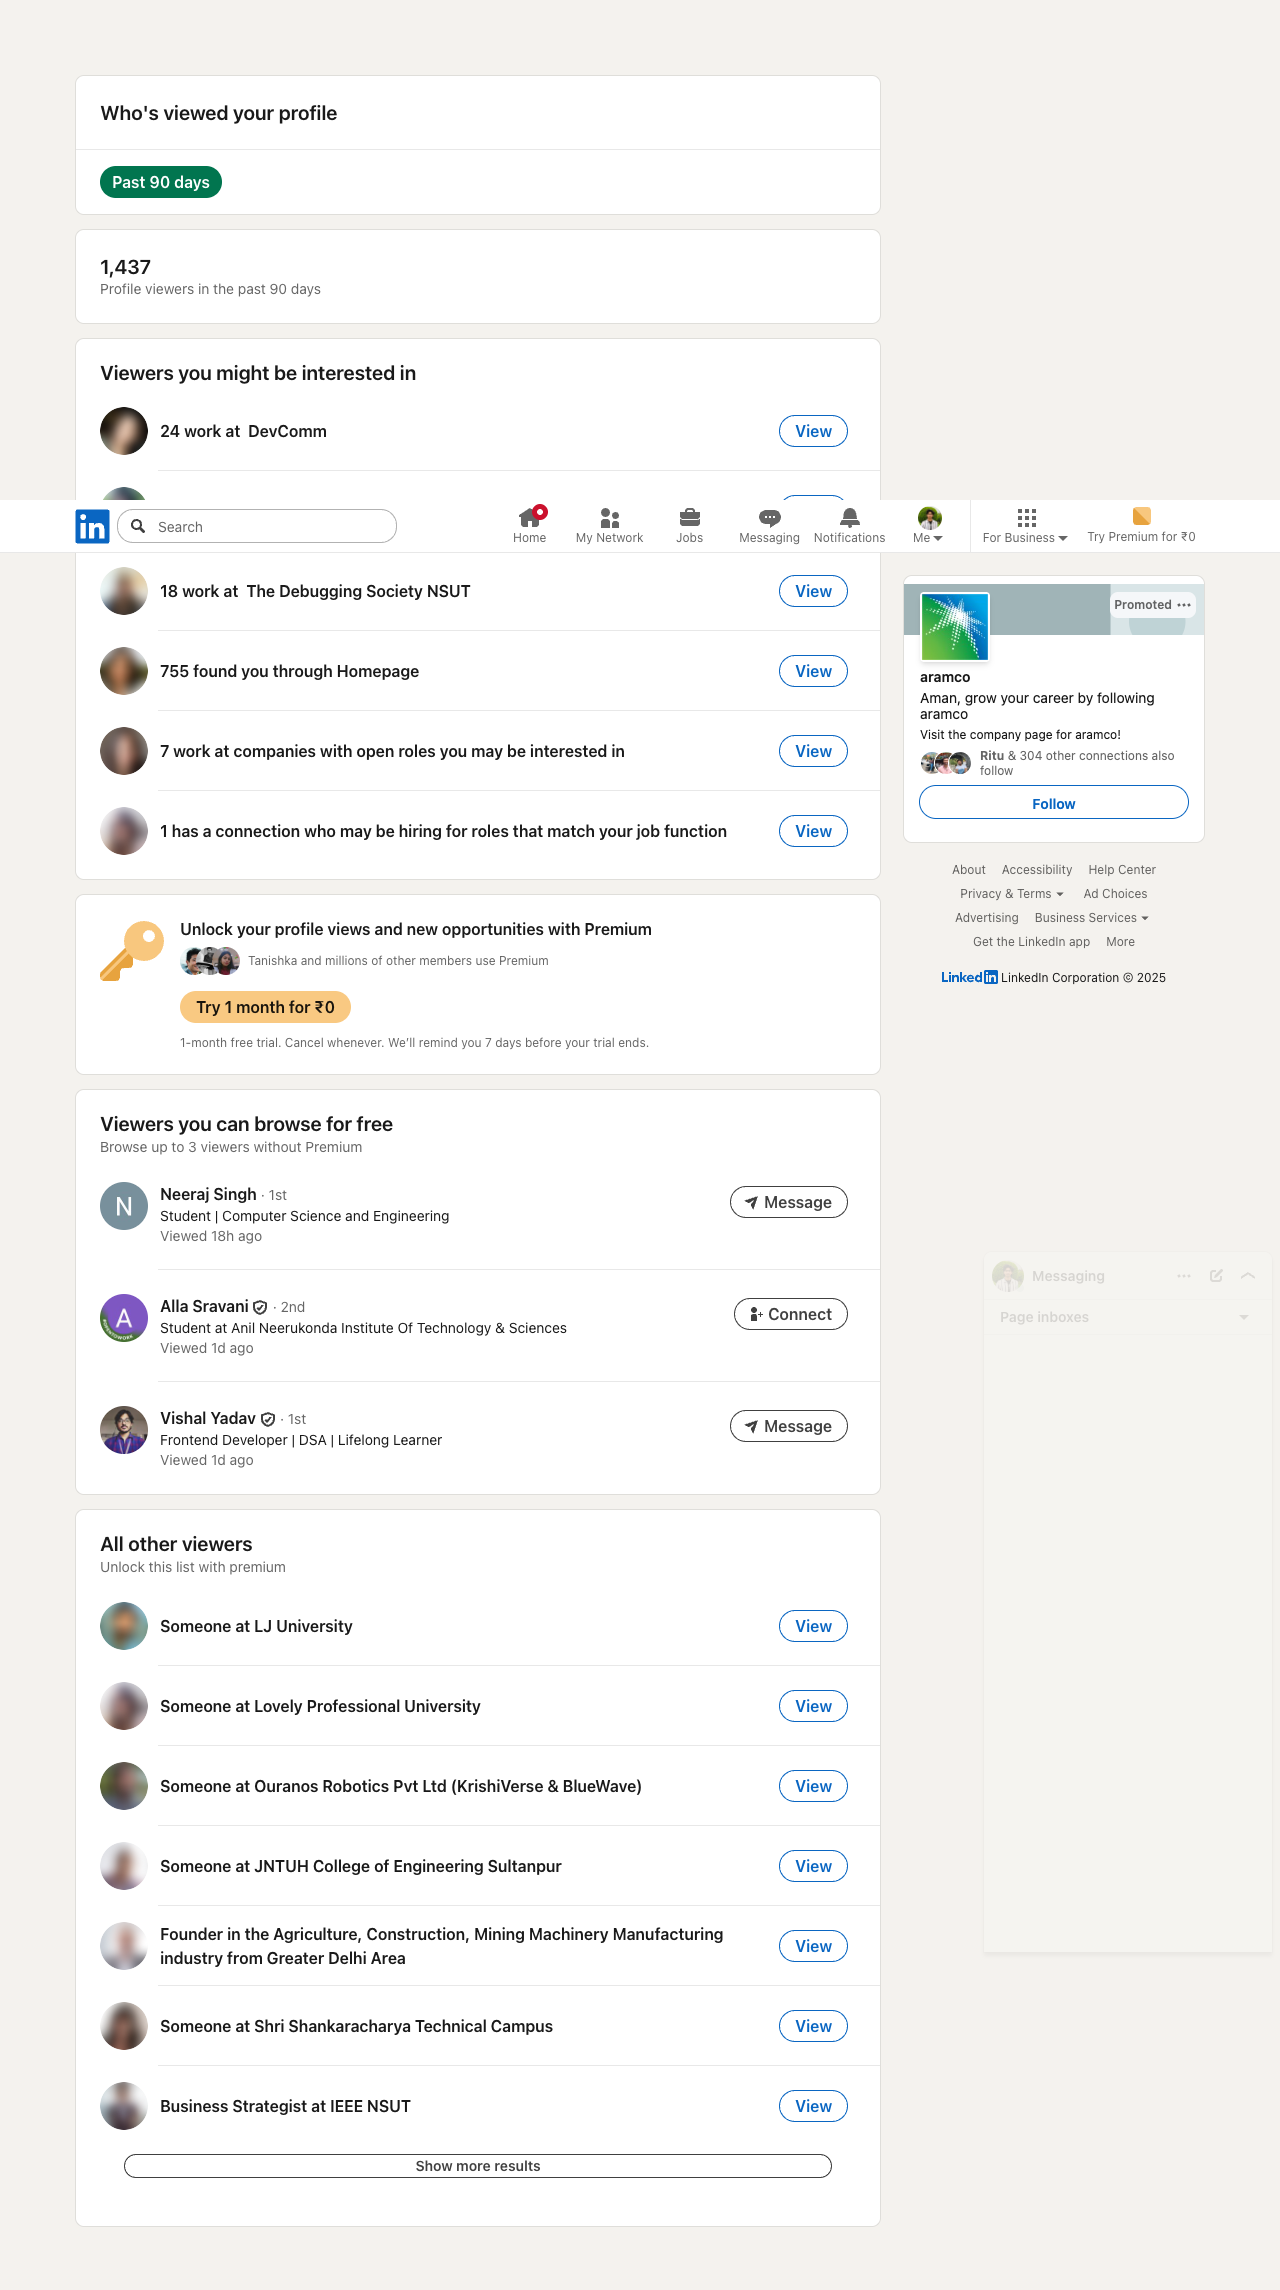 Who's viewed your profile
Past 90 days
1,437
Profile viewers in the past 90 days
Viewers you might be interested in
24 work at  DevComm
View
in
Search
Home
My Network
Jobs
Messaging
Notifications
Me
For Business
Try Premium for ₹0
18 work at  The Debugging Society NSUT
View
755 found you through Homepage
View
7 work at companies with open roles you may be interested in
View
1 has a connection who may be hiring for roles that match your job function
View
Promoted
aramco
Aman, grow your career by following
aramco
Visit the company page for aramco!
Ritu & 304 other connections also
follow
Follow
About Accessibility Help Center
Privacy & Terms Ad Choices
Advertising Business Services
Get the LinkedIn app More
Linked in LinkedIn Corporation © 2025
Unlock your profile views and new opportunities with Premium
Tanishka and millions of other members use Premium
Try 1 month for ₹0
1-month free trial. Cancel whenever. We'll remind you 7 days before your trial ends.
Viewers you can browse for free
Browse up to 3 viewers without Premium
N
Neeraj Singh · 1st
Student | Computer Science and Engineering
Viewed 18h ago
Message
A
#OPENTOWORK
Alla Sravani · 2nd
Student at Anil Neerukonda Institute Of Technology & Sciences
Viewed 1d ago
Connect
Vishal Yadav · 1st
Frontend Developer | DSA | Lifelong Learner
Viewed 1d ago
Message
Messaging
Page inboxes
All other viewers
Unlock this list with premium
Someone at LJ University
View
Someone at Lovely Professional University
View
Someone at Ouranos Robotics Pvt Ltd (KrishiVerse & BlueWave)
View
Someone at JNTUH College of Engineering Sultanpur
View
Founder in the Agriculture, Construction, Mining Machinery Manufacturing
industry from Greater Delhi Area
View
Someone at Shri Shankaracharya Technical Campus
View
Business Strategist at IEEE NSUT
View
Show more results